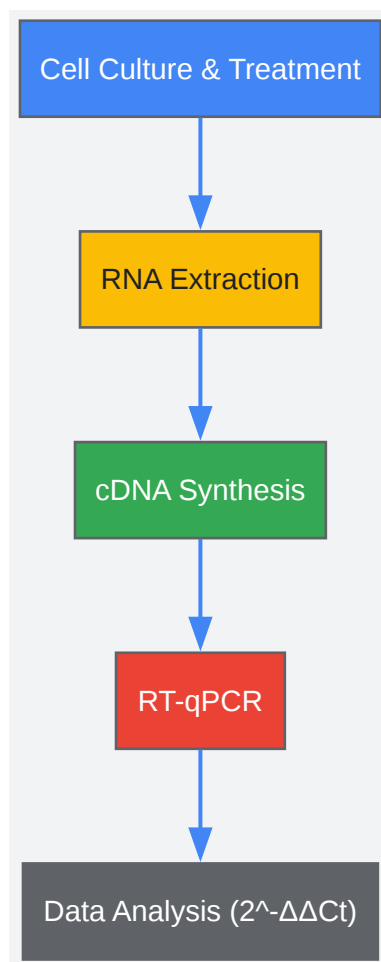 Cell Culture & Treatment
RNA Extraction
cDNA Synthesis
RT-qPCR
Data Analysis (2^-ΔΔCt)